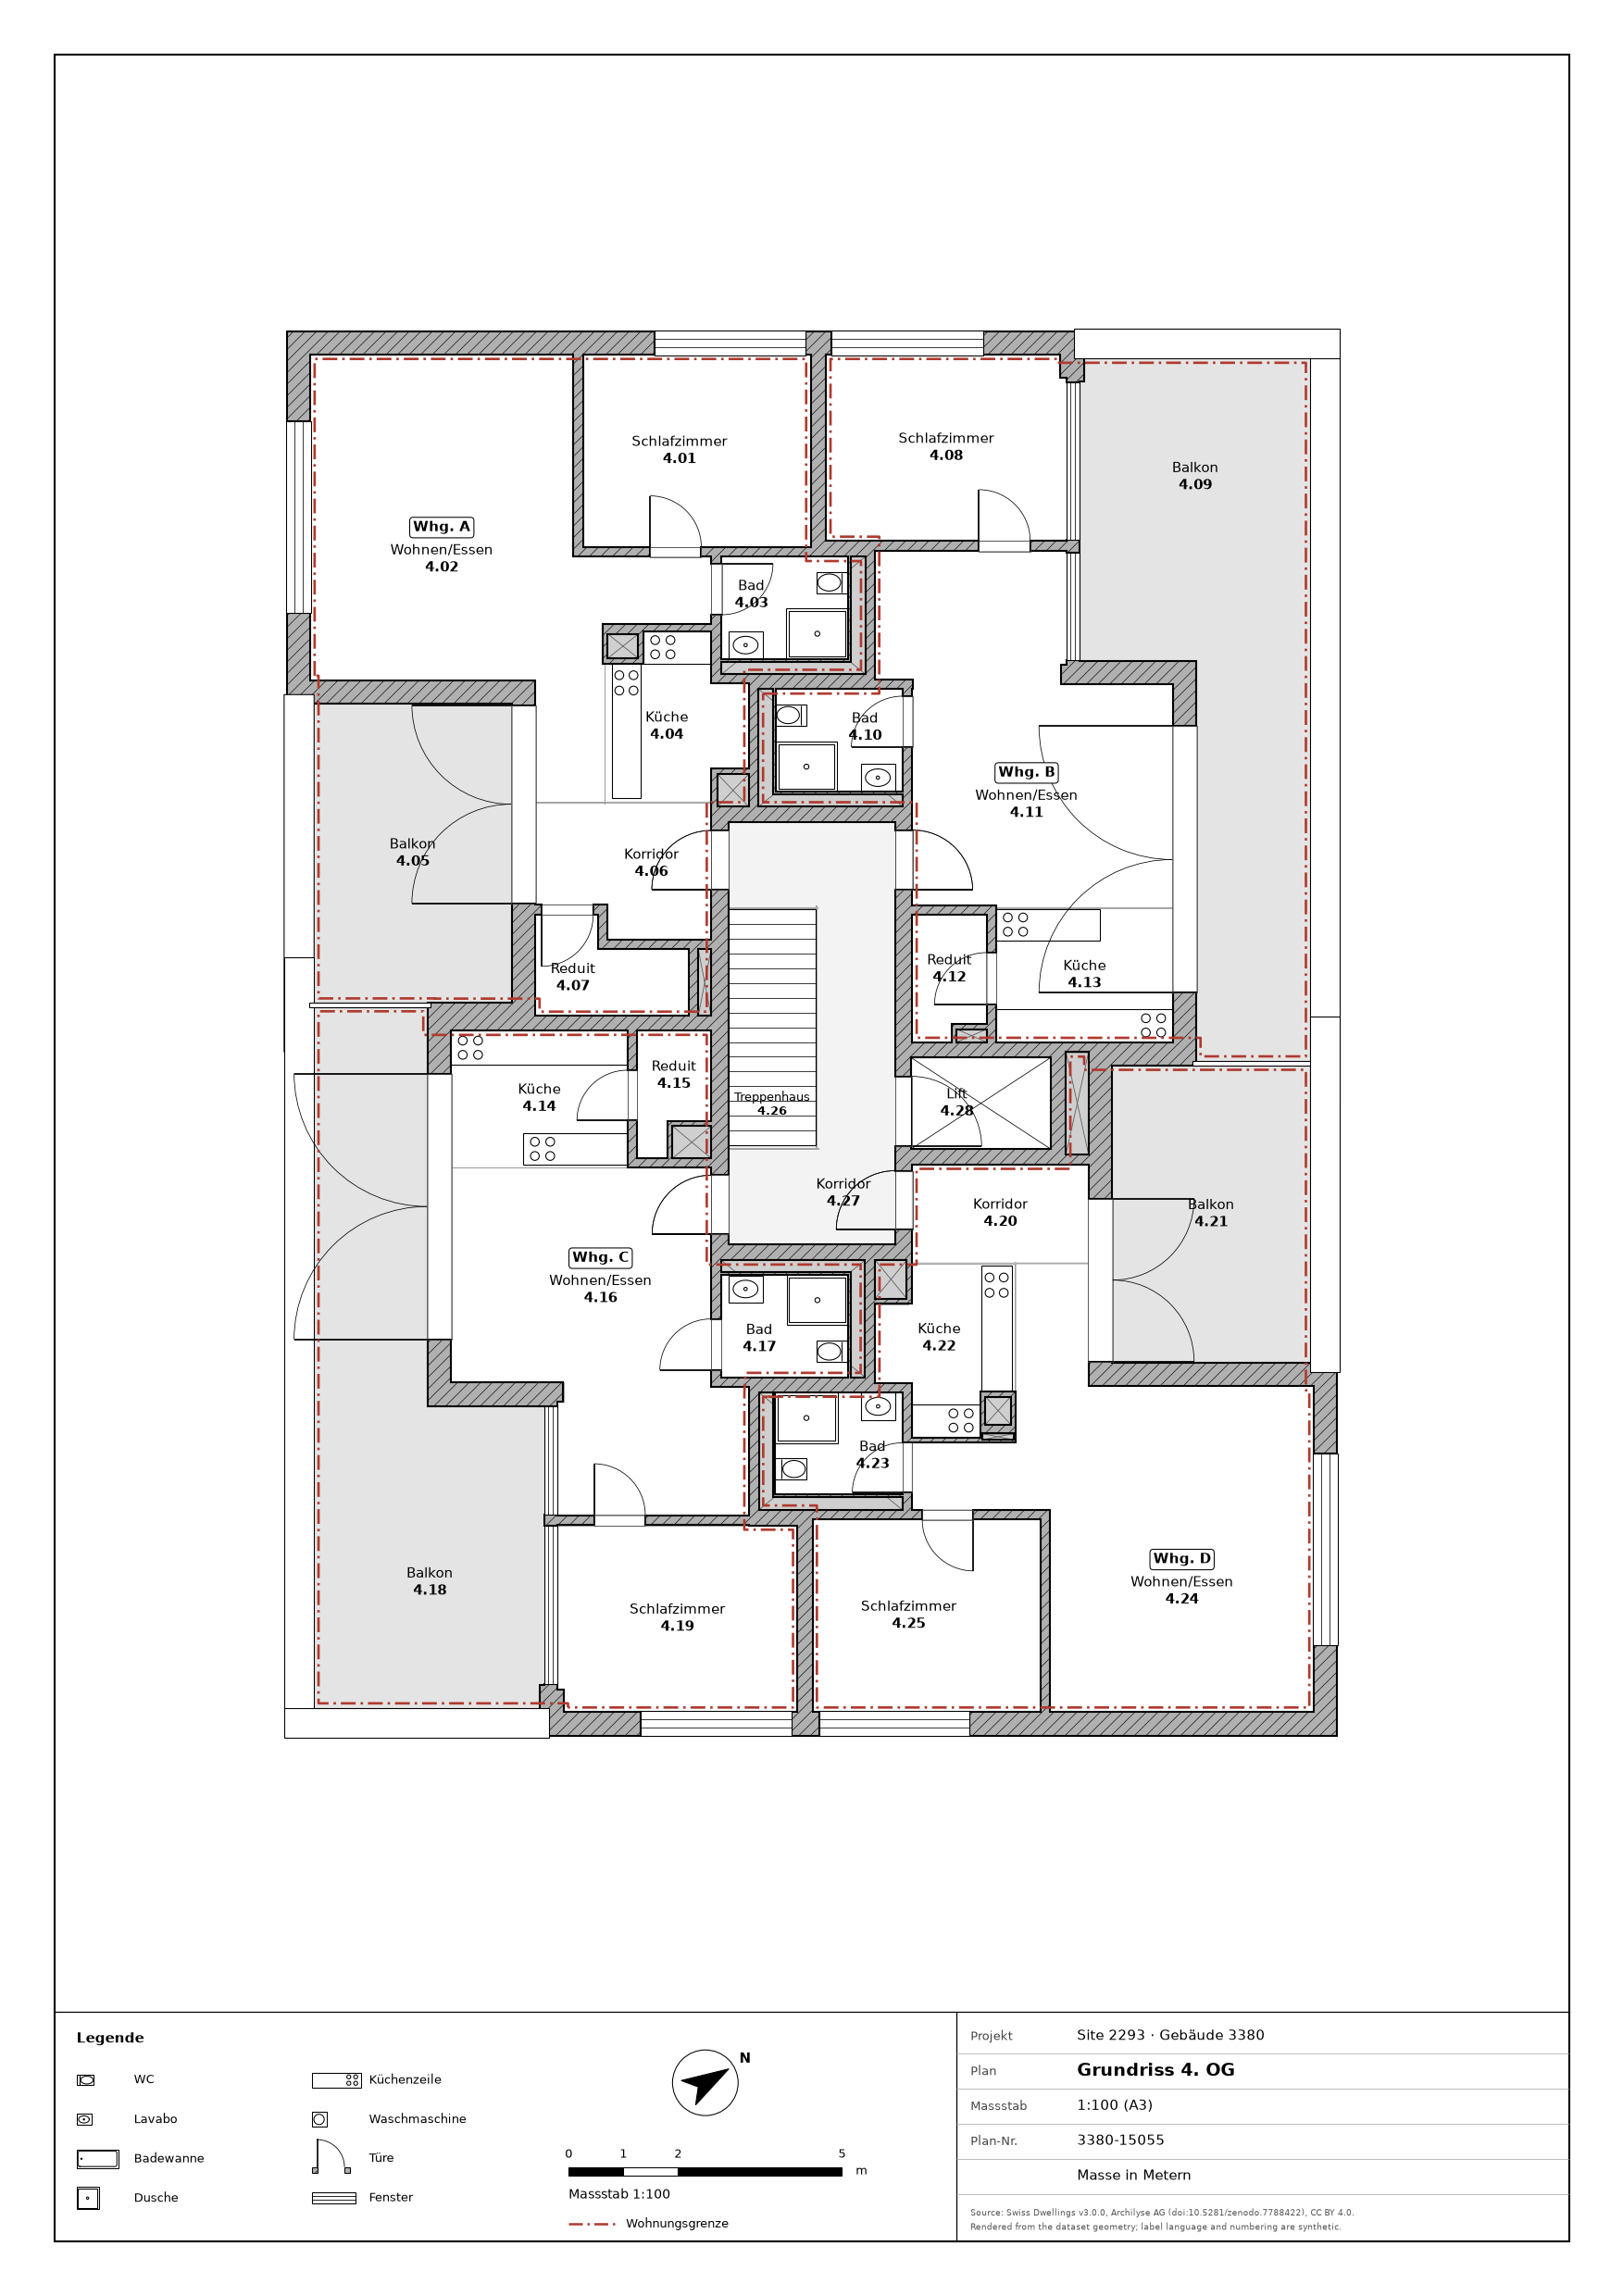 Schlafzimmer
4.01
Schlafzimmer
4.08
Balkon
4.09
Whg. A
Wohnen/Essen
4.02
Bad
4.03
Küche
4.04
Bad
4.10
Whg. B
Wohnen/Essen
4.11
Balkon
4.05
Korridor
4.06
Reduit
4.07
Reduit
4.12
Küche
4.13
Küche
4.14
Reduit
4.15
Treppenhaus
4.26
Lift
4.28
Korridor
4.27
Korridor
4.20
Balkon
4.21
Whg. C
Wohnen/Essen
4.16
Bad
4.17
Küche
4.22
Bad
4.23
Balkon
4.18
Schlafzimmer
4.19
Schlafzimmer
4.25
Whg. D
Wohnen/Essen
4.24
Legende
WC
Lavabo
Badewanne
Dusche
Küchenzeile
Waschmaschine
Türe
Fenster
N
0 1 2 5
m
Massstab 1:100
Wohnungsgrenze
Projekt Site 2293 · Gebäude 3380
Plan Grundriss 4. OG
Massstab 1:100 (A3)
Plan-Nr. 3380-15055
Masse in Metern
Source: Swiss Dwellings v3.0.0, Archilyse AG (doi:10.5281/zenodo.7788422), CC BY 4.0.
Rendered from the dataset geometry; label language and numbering are synthetic.